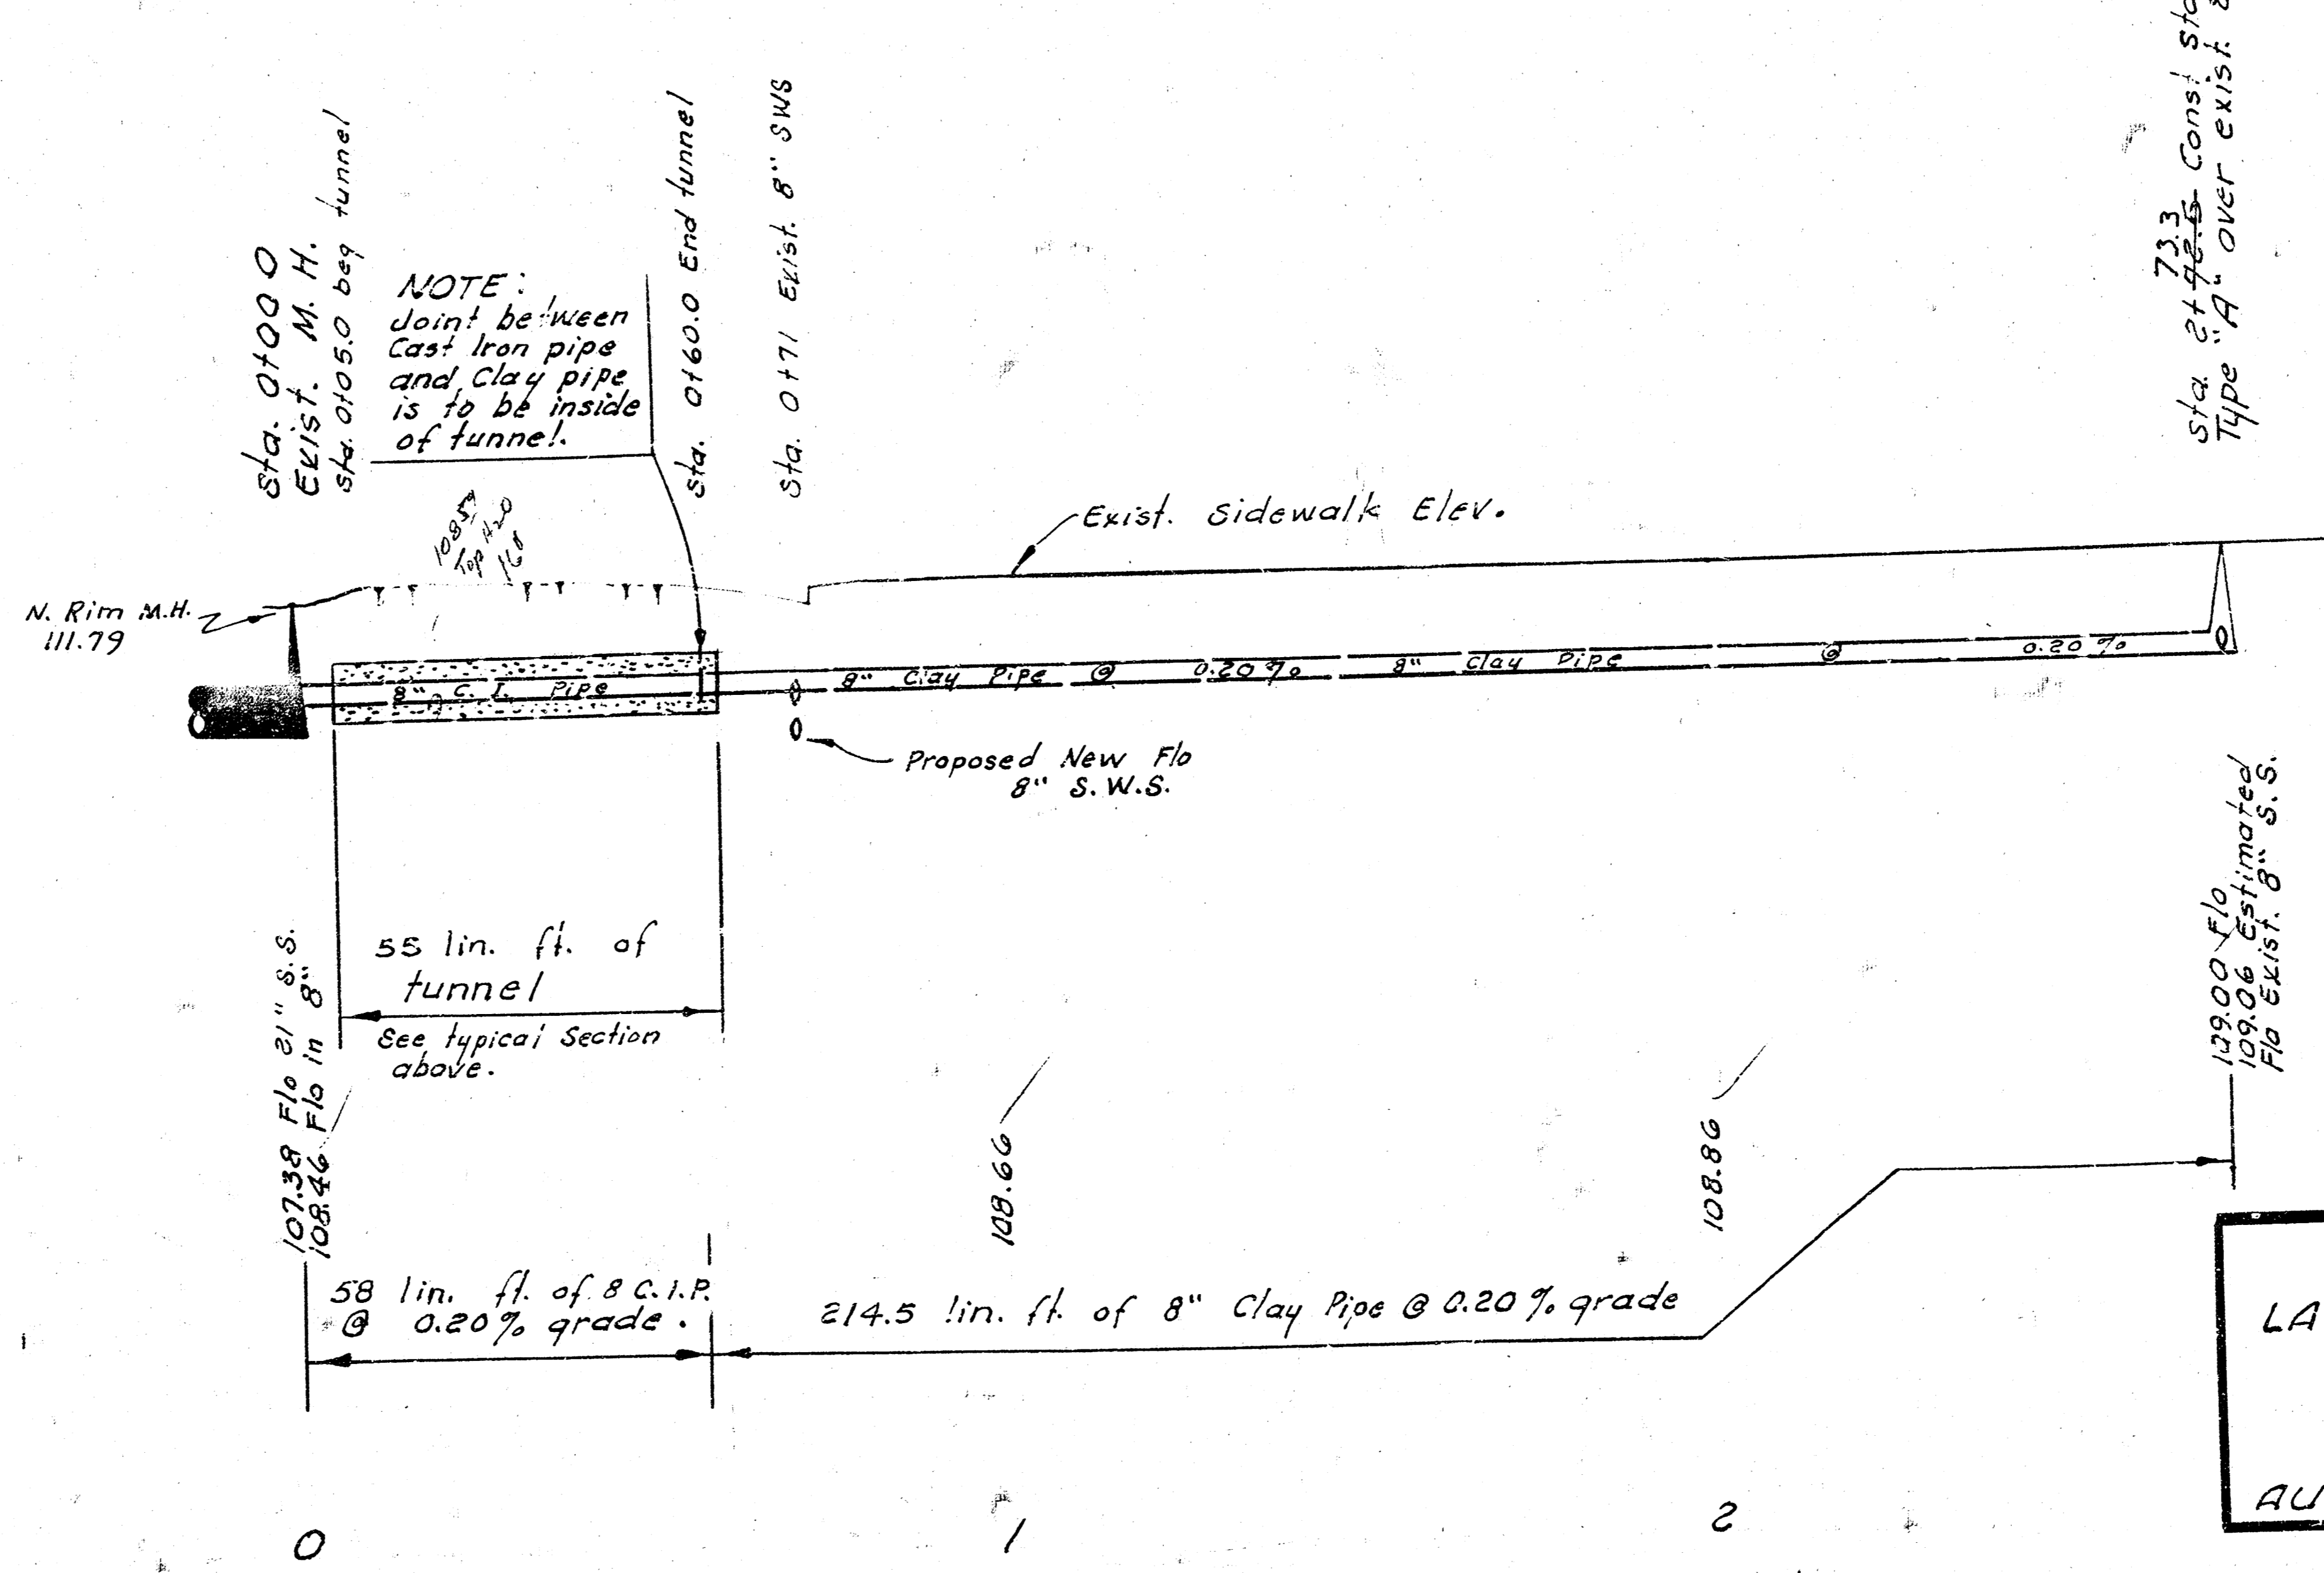 Sta. 0+00 0
Exist. M. H.
Sta. 0+05.0 beg tunnel
NOTE:
Joint between
Cast Iron pipe
and Clay pipe
is to be inside
of tunnel.
Sta. 0+60.0 End tunnel
Sta. 0+71 Exist. 8" SWS
73.3
Sta. 2+ Const
Type "A" over exist.
Top
Exist. Sidewalk Elev.
N. Rim M.H.
111.79
8" C. I. Pipe
8" Clay Pipe @ 0.20% 8" Clay Pipe @ 0.20%
Proposed New Flo
8" S.W.S.
55 lin. ft. of
tunnel
See typical Section
above.
107.38 Flo 21" S.S.
108.46 Flo in 8"
108.66
108.86
109.00 Flo
109.06 Estimated
Flo Exist. 8" S.S.
58 lin. ft. of 8 C.I.P.
@ 0.20% grade.
214.5 lin. ft. of 8" Clay Pipe @ 0.20% grade
LA
AU
0 1 2